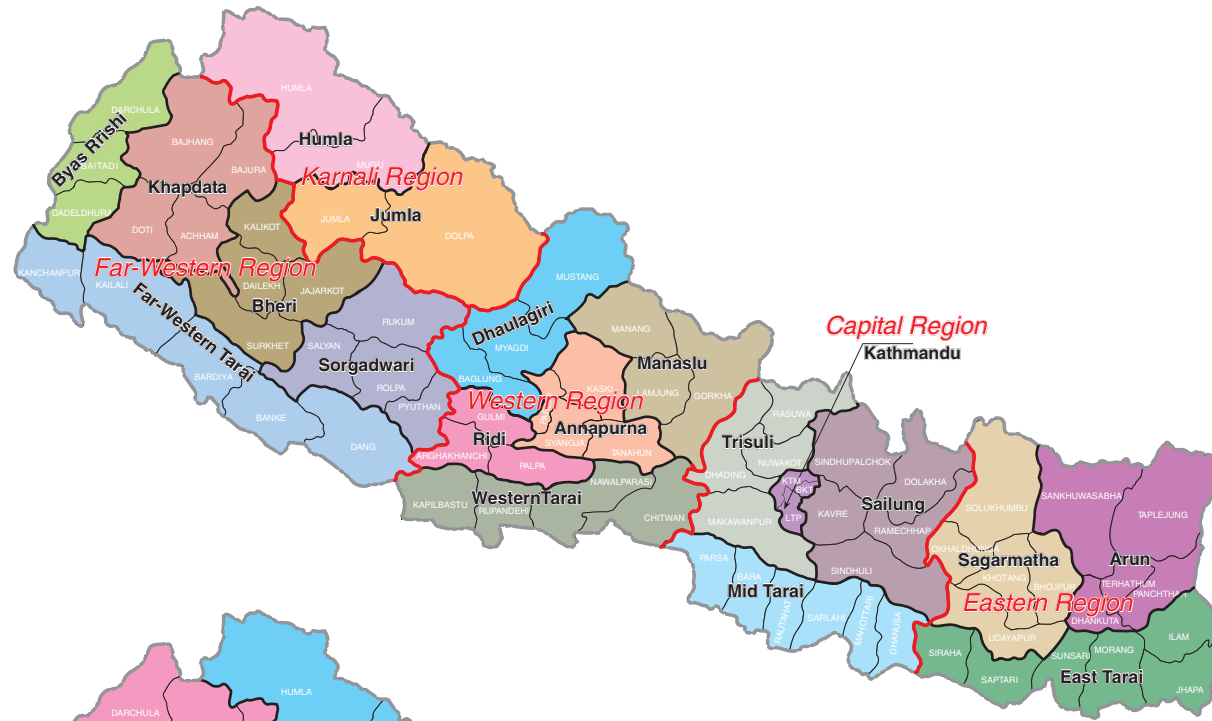 HUMLA
DARCHULA
BAJHANG
Humla
Byas Rrishi
BAITADI
MUGU
BAJURA
Karnali Region
Khapdata
DADELDHURA
JUMLA
Jumla
DOTI
ACHHAM
KALIKOT
DOLPA
Far-Western Region
KANCHANPUR
KAILALI
DAILEKH
JAJARKOT
MUSTANG
Bheri
Far-Western Tarai
RUKUM
Dhaulagiri
MANANG
Capital Region
Kathmandu
SURKHET
SALYAN
MYAGDI
Sorgadwari
Manaslu
BARDIYA
ROLPA
BAGLUNG
KASKI
LAMJUNG
GORKHA
PYUTHAN
Western Region
BANKE
GULMI
RASUWA
Ridi
Annapurna
SYANGJA
Trisuli
DANG
ARGHAKHANCHI
TANAHUN
PALPA
NUWAKOT
SINDHUPALCHOK
DHADING
KTM
BKT
DOLAKHA
NAWALPARASI
WesternTarai
KAPILBASTU
RUPANDEHI
CHITWAN
MAKAWANPUR
LTP
KAVRE
Sailung
RAMECHHAP
SANKHUWASABHA
SOLUKHUMBU
TAPLEJUNG
OKHALDHUNGA
PARSA
Sagarmatha
Arun
BARA
SINDHULI
KHOTANG
BHOJPUR
TERHATHUM
PANCHTHAR
Mid Tarai
Eastern Region
RAUTAHAT
SARLAHI
MAHOTTARI
DHANUSA
DHANKUTA
UDAYAPUR
SIRAHA
SUNSARI
MORANG
ILAM
SAPTARI
East Tarai
JHAPA
HUMLA
DARCHULA